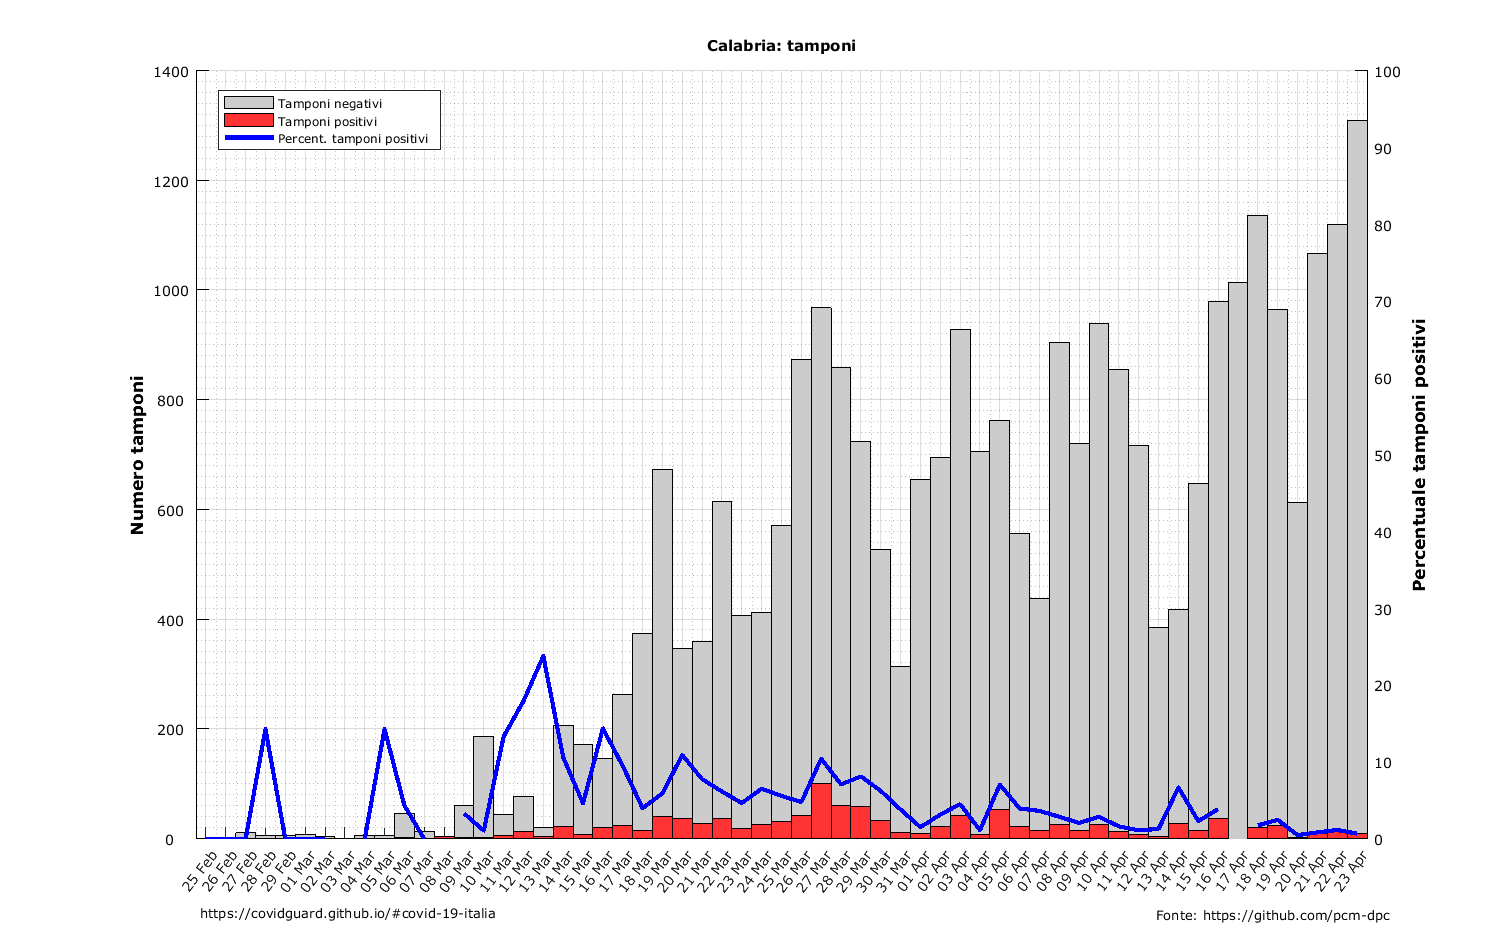 Calabria: tamponi
Tamponi negativi
Tamponi positivi
Percent. tamponi positivi
Numero tamponi
1400
1200
1000
800
600
400
200
0
Percentuale tamponi positivi
100
90
80
70
60
50
40
30
20
10
0
25 Feb
26 Feb
27 Feb
28 Feb
29 Feb
01 Mar
02 Mar
03 Mar
04 Mar
05 Mar
06 Mar
07 Mar
08 Mar
09 Mar
10 Mar
11 Mar
12 Mar
13 Mar
14 Mar
15 Mar
16 Mar
17 Mar
18 Mar
19 Mar
20 Mar
21 Mar
22 Mar
23 Mar
24 Mar
25 Mar
26 Mar
27 Mar
28 Mar
29 Mar
30 Mar
31 Mar
01 Apr
02 Apr
03 Apr
04 Apr
05 Apr
06 Apr
07 Apr
08 Apr
09 Apr
10 Apr
11 Apr
12 Apr
13 Apr
14 Apr
15 Apr
16 Apr
17 Apr
18 Apr
19 Apr
20 Apr
21 Apr
22 Apr
23 Apr
https://covidguard.github.io/#covid-19-italia
Fonte: https://github.com/pcm-dpc